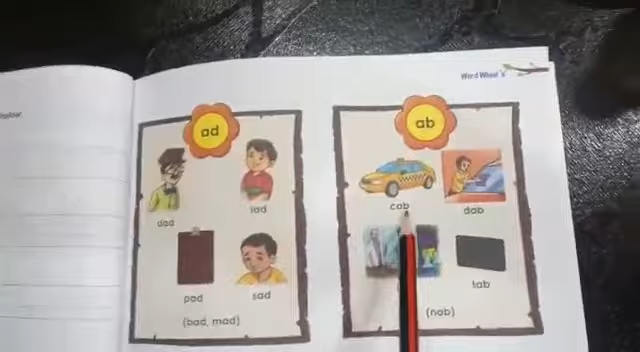 Word Wheel's
ad
ab
dad
lad
pad
sad
(bad, mad)
cab
dab
tab
(nab)